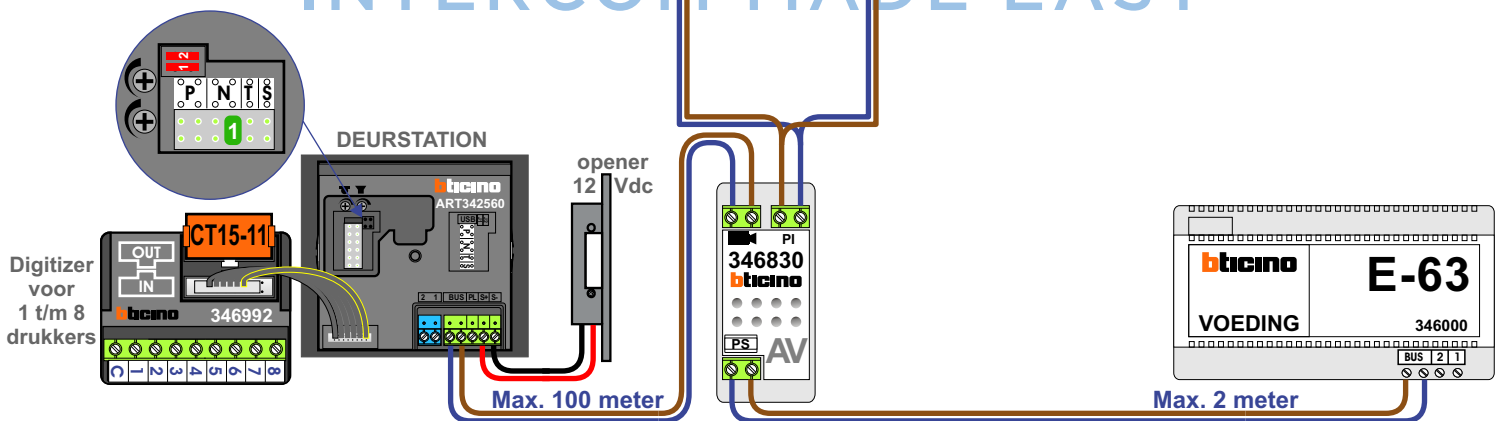 INTERCOM MADE EASY
1 2
P N T S
1
DEURSTATION
opener
12 Vdc
bticino
ART342560
USB
CT15-11
OUT
IN
Digitizer
voor
1 t/m 8
drukkers
bticino
346992
C 1 2 3 4 5 6 7 8
2 1 BUS PL S+ S-
Max. 100 meter
PI
346830
bticino
PS
AV
Max. 2 meter
bticino
E-63
VOEDING
346000
BUS 2 1